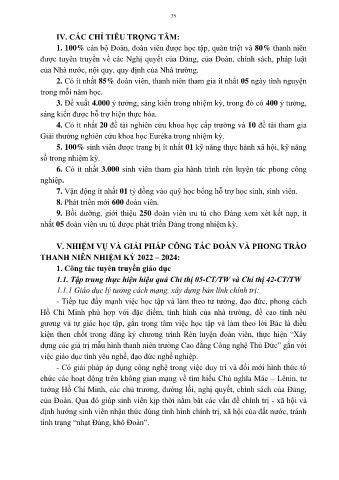 35
IV. CÁC CHỈ TIÊU TRỌNG TÂM:
1. 100% cán bộ Đoàn, đoàn viên được học tập, quán triệt và 80% thanh niên
được tuyên truyền về các Nghị quyết của Đảng, của Đoàn, chính sách, pháp luật
của Nhà nước, nội quy, quy định của Nhà trường.
2. Có ít nhất 85% đoàn viên, thanh niên tham gia ít nhất 05 ngày tình nguyện
trong mỗi năm học.
3. Đề xuất 4.000 ý tưởng, sáng kiến trong nhiệm kỳ, trong đó có 400 ý tưởng,
sáng kiến được hỗ trợ hiện thực hóa.
4. Có ít nhất 20 đề tài nghiên cứu khoa học cấp trường và 10 đề tài tham gia
Giải thưởng nghiên cứu khoa học Eurêka trong nhiệm kỳ.
5. 100% sinh viên được trang bị ít nhất 01 kỹ năng thực hành xã hội, kỹ năng
số trong nhiệm kỳ.
6. Có ít nhất 3.000 sinh viên tham gia hành trình rèn luyện tác phong công
nghiệp.
7. Vận động ít nhất 01 tỷ đồng vào quỹ học bổng hỗ trợ học sinh, sinh viên.
8. Phát triển mới 600 đoàn viên.
8. Bồi dưỡng, giới thiệu 250 đoàn viên ưu tú cho Đảng xem xét kết nạp, ít
nhất 05 đoàn viên ưu tú được phát triển Đảng trong nhiệm kỳ.
V. NHIỆM VỤ VÀ GIẢI PHÁP CÔNG TÁC ĐOÀN VÀ PHONG TRÀO
THANH NIÊN NHIỆM KỲ 2022 – 2024:
1. Công tác tuyên truyền giáo dục
1.1. Tập trung thực hiện hiệu quả Chỉ thị 05-CT/TW và Chỉ thị 42-CT/TW
1.1.1 Giáo dục lý tưởng cách mạng, xây dựng bản lĩnh chính trị:
- Tiếp tục đẩy mạnh việc học tập và làm theo tư tưởng, đạo đức, phong cách
Hồ Chí Minh phù hợp với đặc điểm, tình hình của nhà trường, đề cao tính nêu
gương và tự giác học tập, gắn trọng tâm việc học tập và làm theo lời Bác là điều
kiện then chốt trong đăng ký chương trình Rèn luyện đoàn viên, thực hiện “Xây
dựng các giá trị mẫu hình thanh niên trường Cao đẳng Công nghệ Thủ Đức” gắn với
việc giáo dục tình yêu nghề, đạo đức nghề nghiệp.
- Có giải pháp áp dụng công nghệ trong việc duy trì và đổi mới hình thức tổ
chức các hoạt động trên không gian mạng về tìm hiểu Chủ nghĩa Mác – Lênin, tư
tưởng Hồ Chí Minh, các chủ trương, đường lối, nghị quyết, chính sách của Đảng,
của Đoàn. Qua đó giúp sinh viên kịp thời nắm bắt các vấn đề chính trị - xã hội và
định hướng sinh viên nhận thức đúng tình hình chính trị, xã hội của đất nước, tránh
tình trạng “nhạt Đảng, khô Đoàn”.